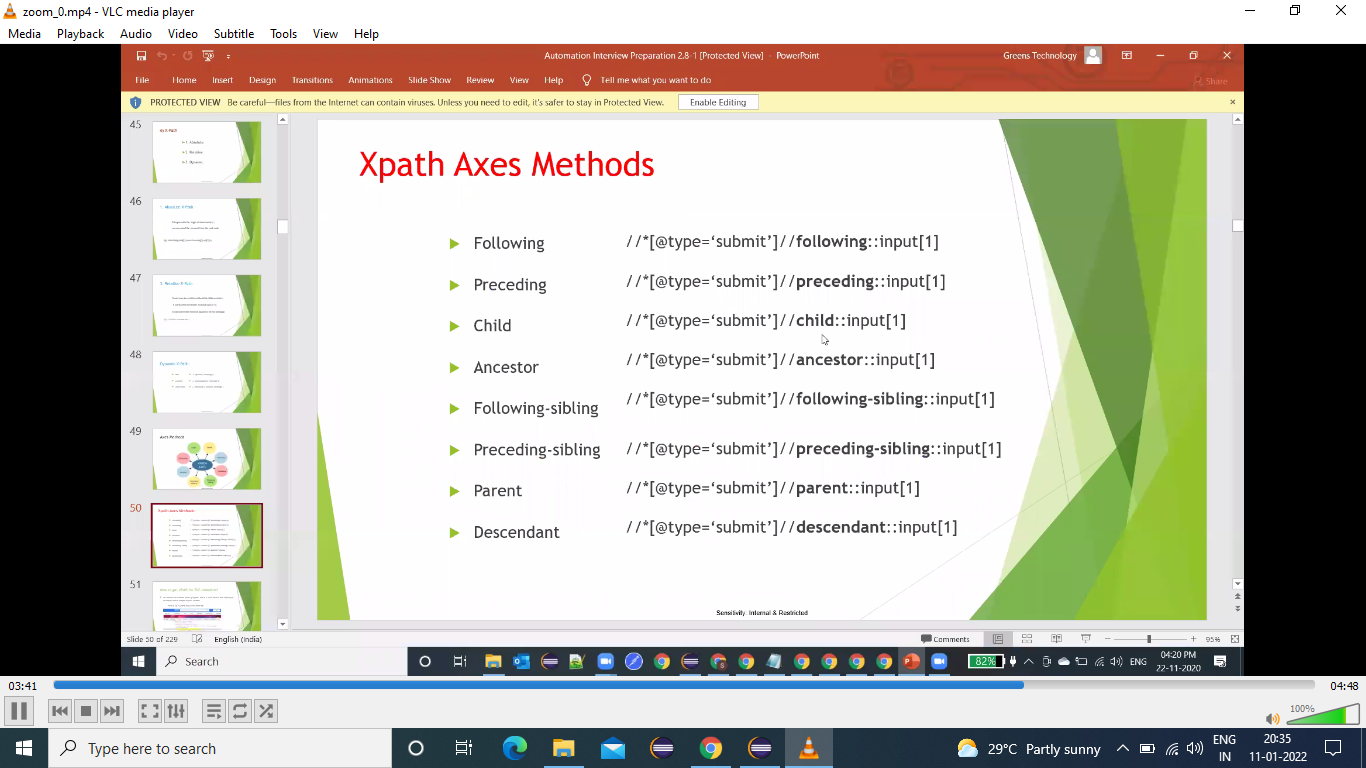 zoom_0.mp4 - VLC media player
Media Playback Audio Video Subtitle Tools View Help
Automation Interview Preparation 2.8-1 [Protected View] - PowerPoint
Greens Technology
File Home Insert Design Transitions Animations Slide Show Review View Help Tell me what you want to do
Share
PROTECTED VIEW Be careful—files from the Internet can contain viruses. Unless you need to edit, it's safer to stay in Protected View. Enable Editing
45
46
47
48
49
Axes Methods
50
Xpath Axes Methods
51
Xpath Axes Methods
Following //*[@type=‘submit’]//following::input[1]
Preceding //*[@type=‘submit’]//preceding::input[1]
Child //*[@type=‘submit’]//child::input[1]
Ancestor //*[@type=‘submit’]//ancestor::input[1]
Following-sibling //*[@type=‘submit’]//following-sibling::input[1]
Preceding-sibling //*[@type=‘submit’]//preceding-sibling::input[1]
Parent //*[@type=‘submit’]//parent::input[1]
Descendant //*[@type=‘submit’]//descendant::input[1]
Sensitivity: Internal & Restricted
Slide 50 of 229 English (India) Comments 95%
Search 82% ENG 04:20 PM
22-11-2020
03:41 04:48
100%
Type here to search 29°C Partly sunny ENG 20:35
IN 11-01-2022